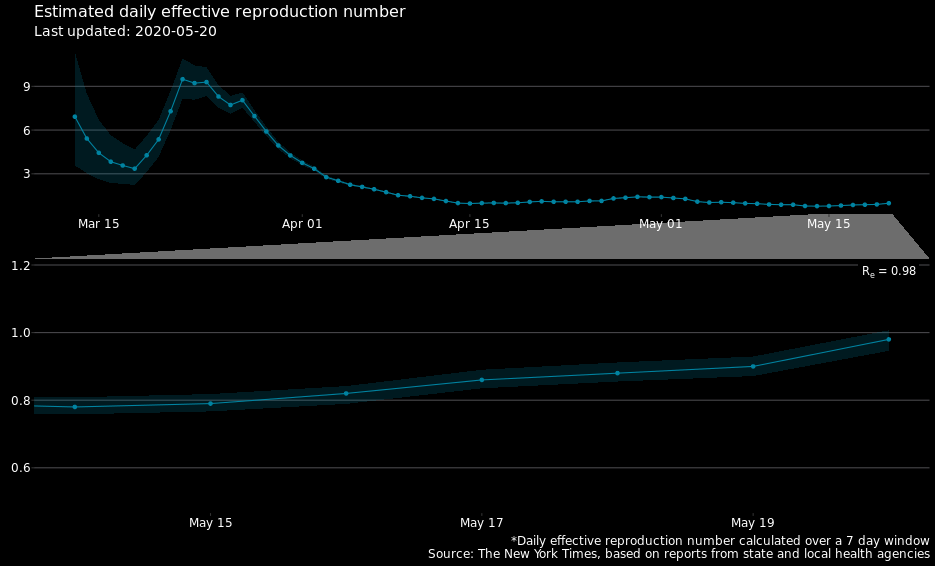 Estimated daily effective reproduction number
Last updated: 2020-05-20
9
6
3
Mar 15 Apr 01 Apr 15 May 01 May 15
1.2
Re = 0.98
1.0
0.8
0.6
May 15 May 17 May 19
*Daily effective reproduction number calculated over a 7 day window
Source: The New York Times, based on reports from state and local health agencies